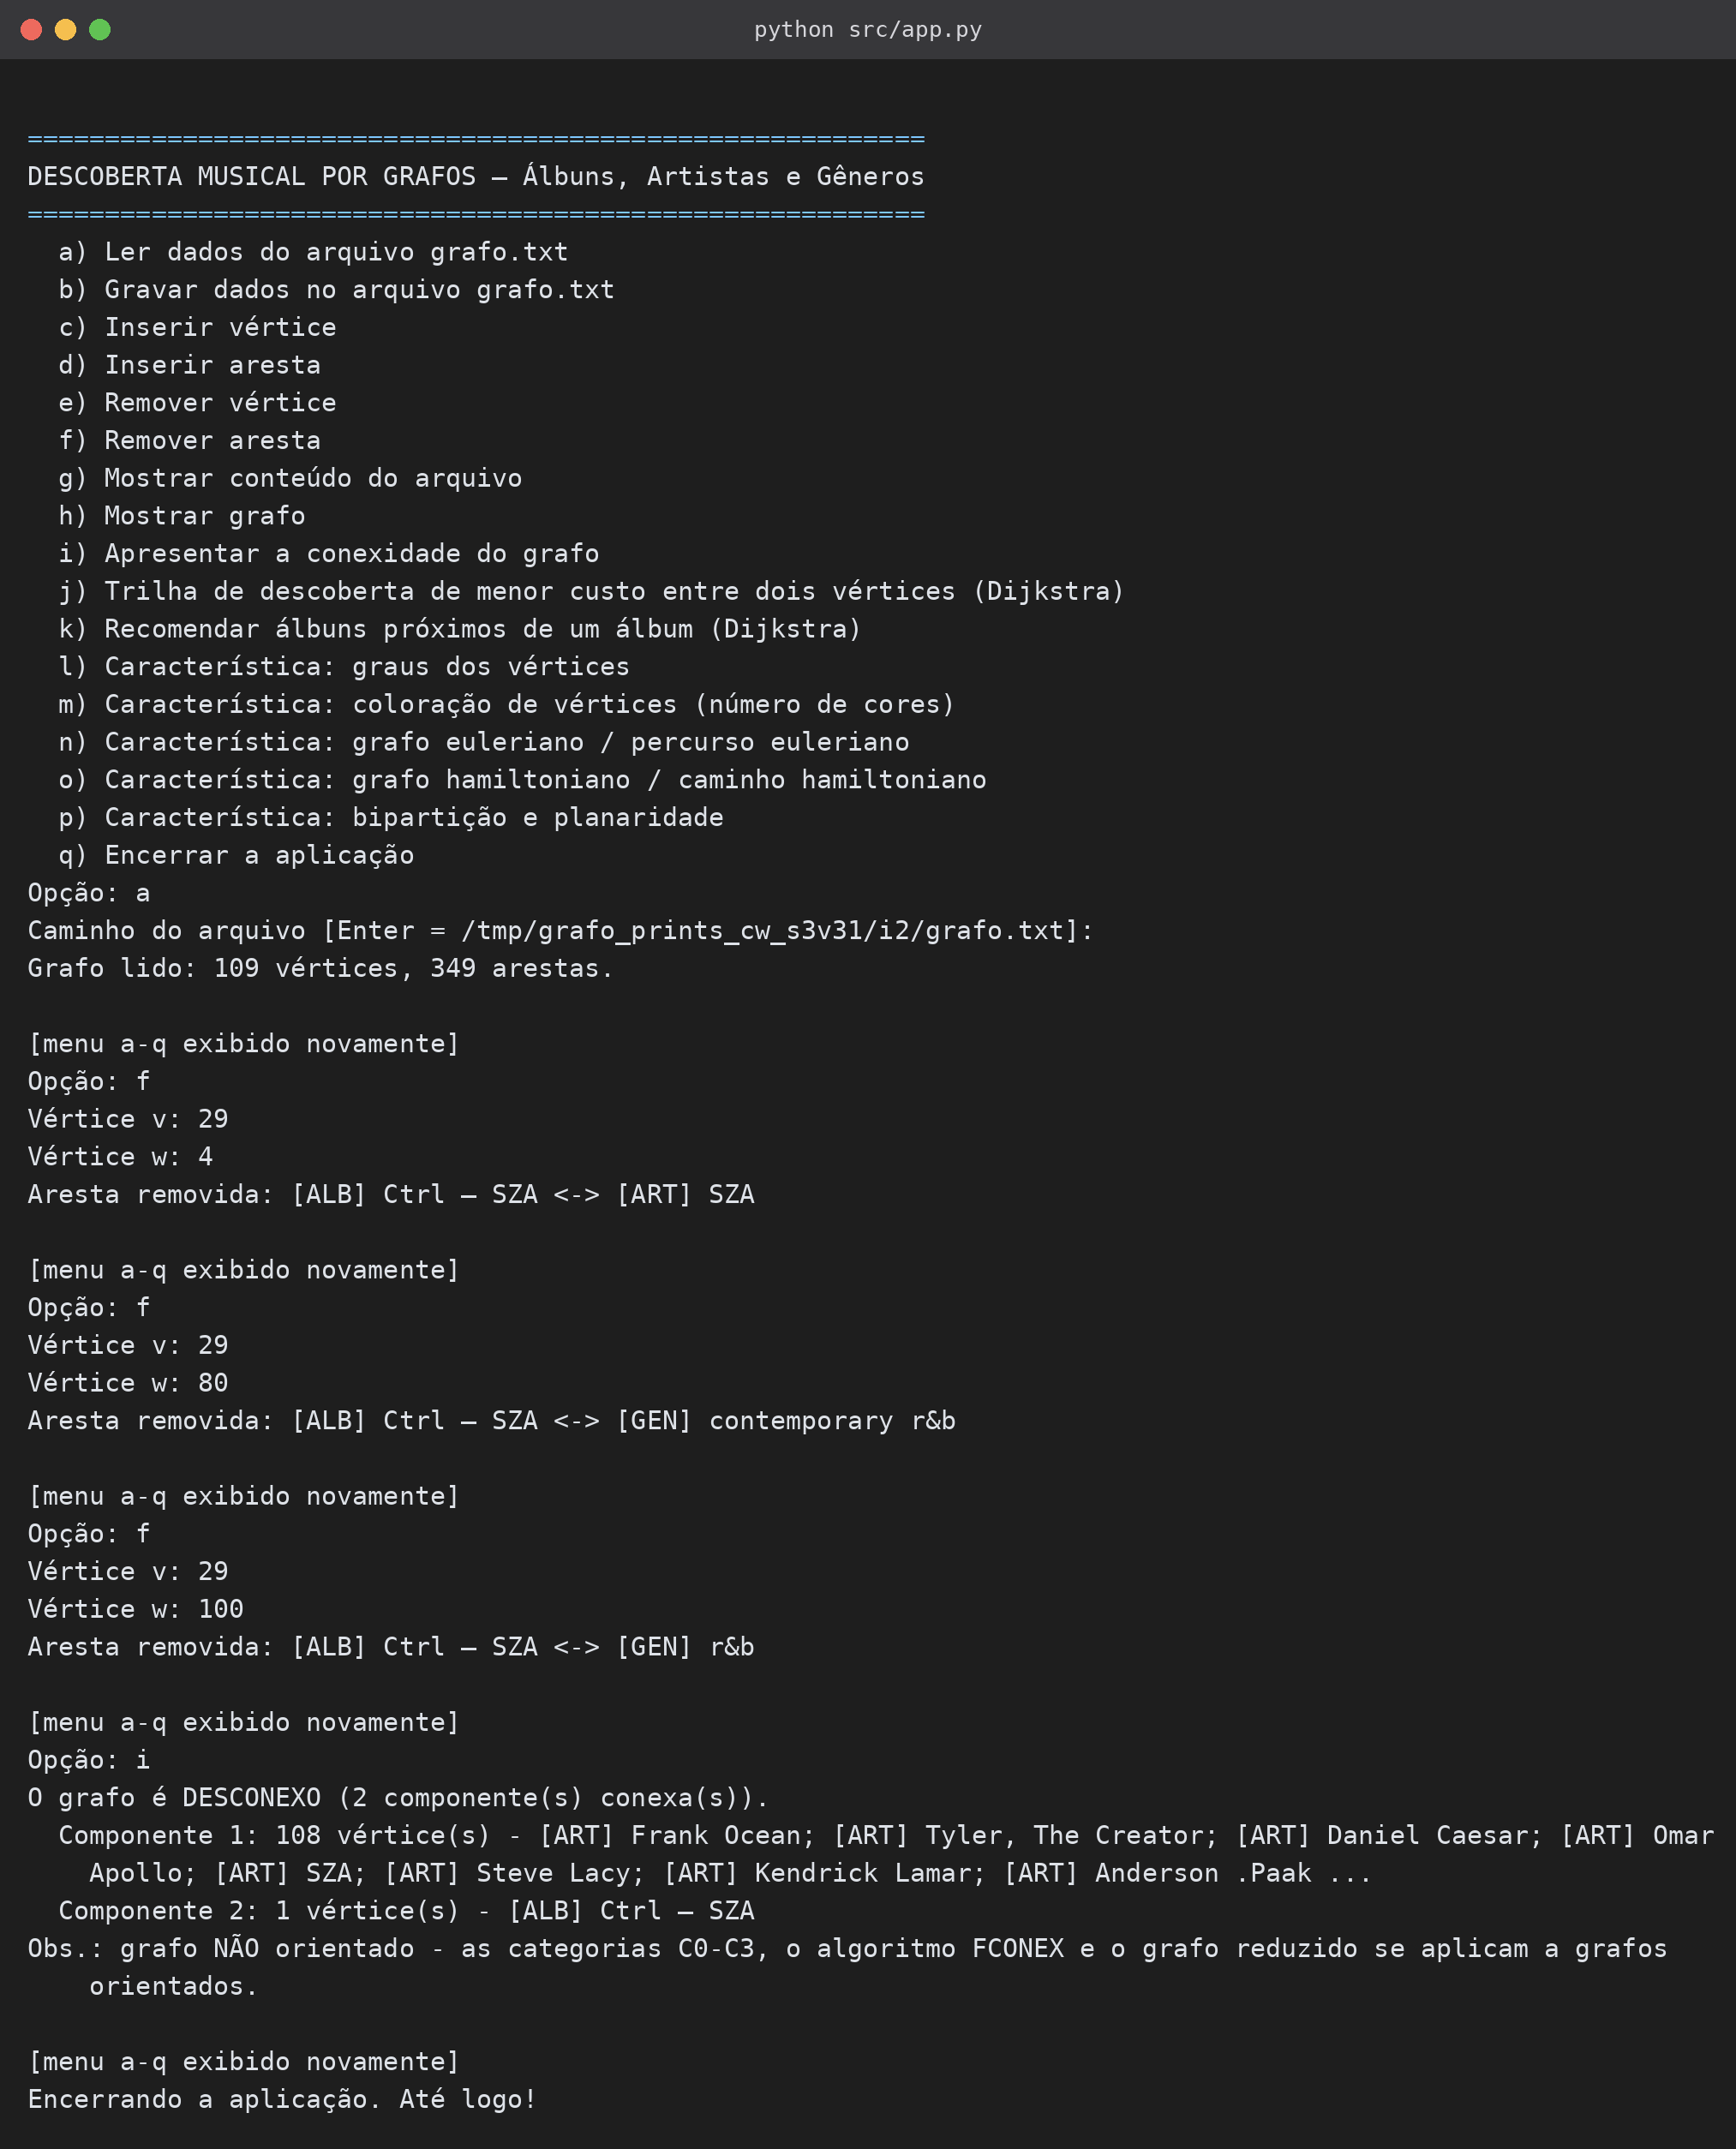 python src/app.py
==========================================================
DESCOBERTA MUSICAL POR GRAFOS — Álbuns, Artistas e Gêneros
==========================================================
  a) Ler dados do arquivo grafo.txt
  b) Gravar dados no arquivo grafo.txt
  c) Inserir vértice
  d) Inserir aresta
  e) Remover vértice
  f) Remover aresta
  g) Mostrar conteúdo do arquivo
  h) Mostrar grafo
  i) Apresentar a conexidade do grafo
  j) Trilha de descoberta de menor custo entre dois vértices (Dijkstra)
  k) Recomendar álbuns próximos de um álbum (Dijkstra)
  l) Característica: graus dos vértices
  m) Característica: coloração de vértices (número de cores)
  n) Característica: grafo euleriano / percurso euleriano
  o) Característica: grafo hamiltoniano / caminho hamiltoniano
  p) Característica: bipartição e planaridade
  q) Encerrar a aplicação
Opção: a
Caminho do arquivo [Enter = /tmp/grafo_prints_cw_s3v31/i2/grafo.txt]:
Grafo lido: 109 vértices, 349 arestas.

[menu a-q exibido novamente]
Opção: f
Vértice v: 29
Vértice w: 4
Aresta removida: [ALB] Ctrl — SZA <-> [ART] SZA

[menu a-q exibido novamente]
Opção: f
Vértice v: 29
Vértice w: 80
Aresta removida: [ALB] Ctrl — SZA <-> [GEN] contemporary r&b

[menu a-q exibido novamente]
Opção: f
Vértice v: 29
Vértice w: 100
Aresta removida: [ALB] Ctrl — SZA <-> [GEN] r&b

[menu a-q exibido novamente]
Opção: i
O grafo é DESCONEXO (2 componente(s) conexa(s)).
  Componente 1: 108 vértice(s) - [ART] Frank Ocean; [ART] Tyler, The Creator; [ART] Daniel Caesar; [ART] Omar
    Apollo; [ART] SZA; [ART] Steve Lacy; [ART] Kendrick Lamar; [ART] Anderson .Paak ...
  Componente 2: 1 vértice(s) - [ALB] Ctrl — SZA
Obs.: grafo NÃO orientado - as categorias C0-C3, o algoritmo FCONEX e o grafo reduzido se aplicam a grafos
    orientados.

[menu a-q exibido novamente]
Encerrando a aplicação. Até logo!